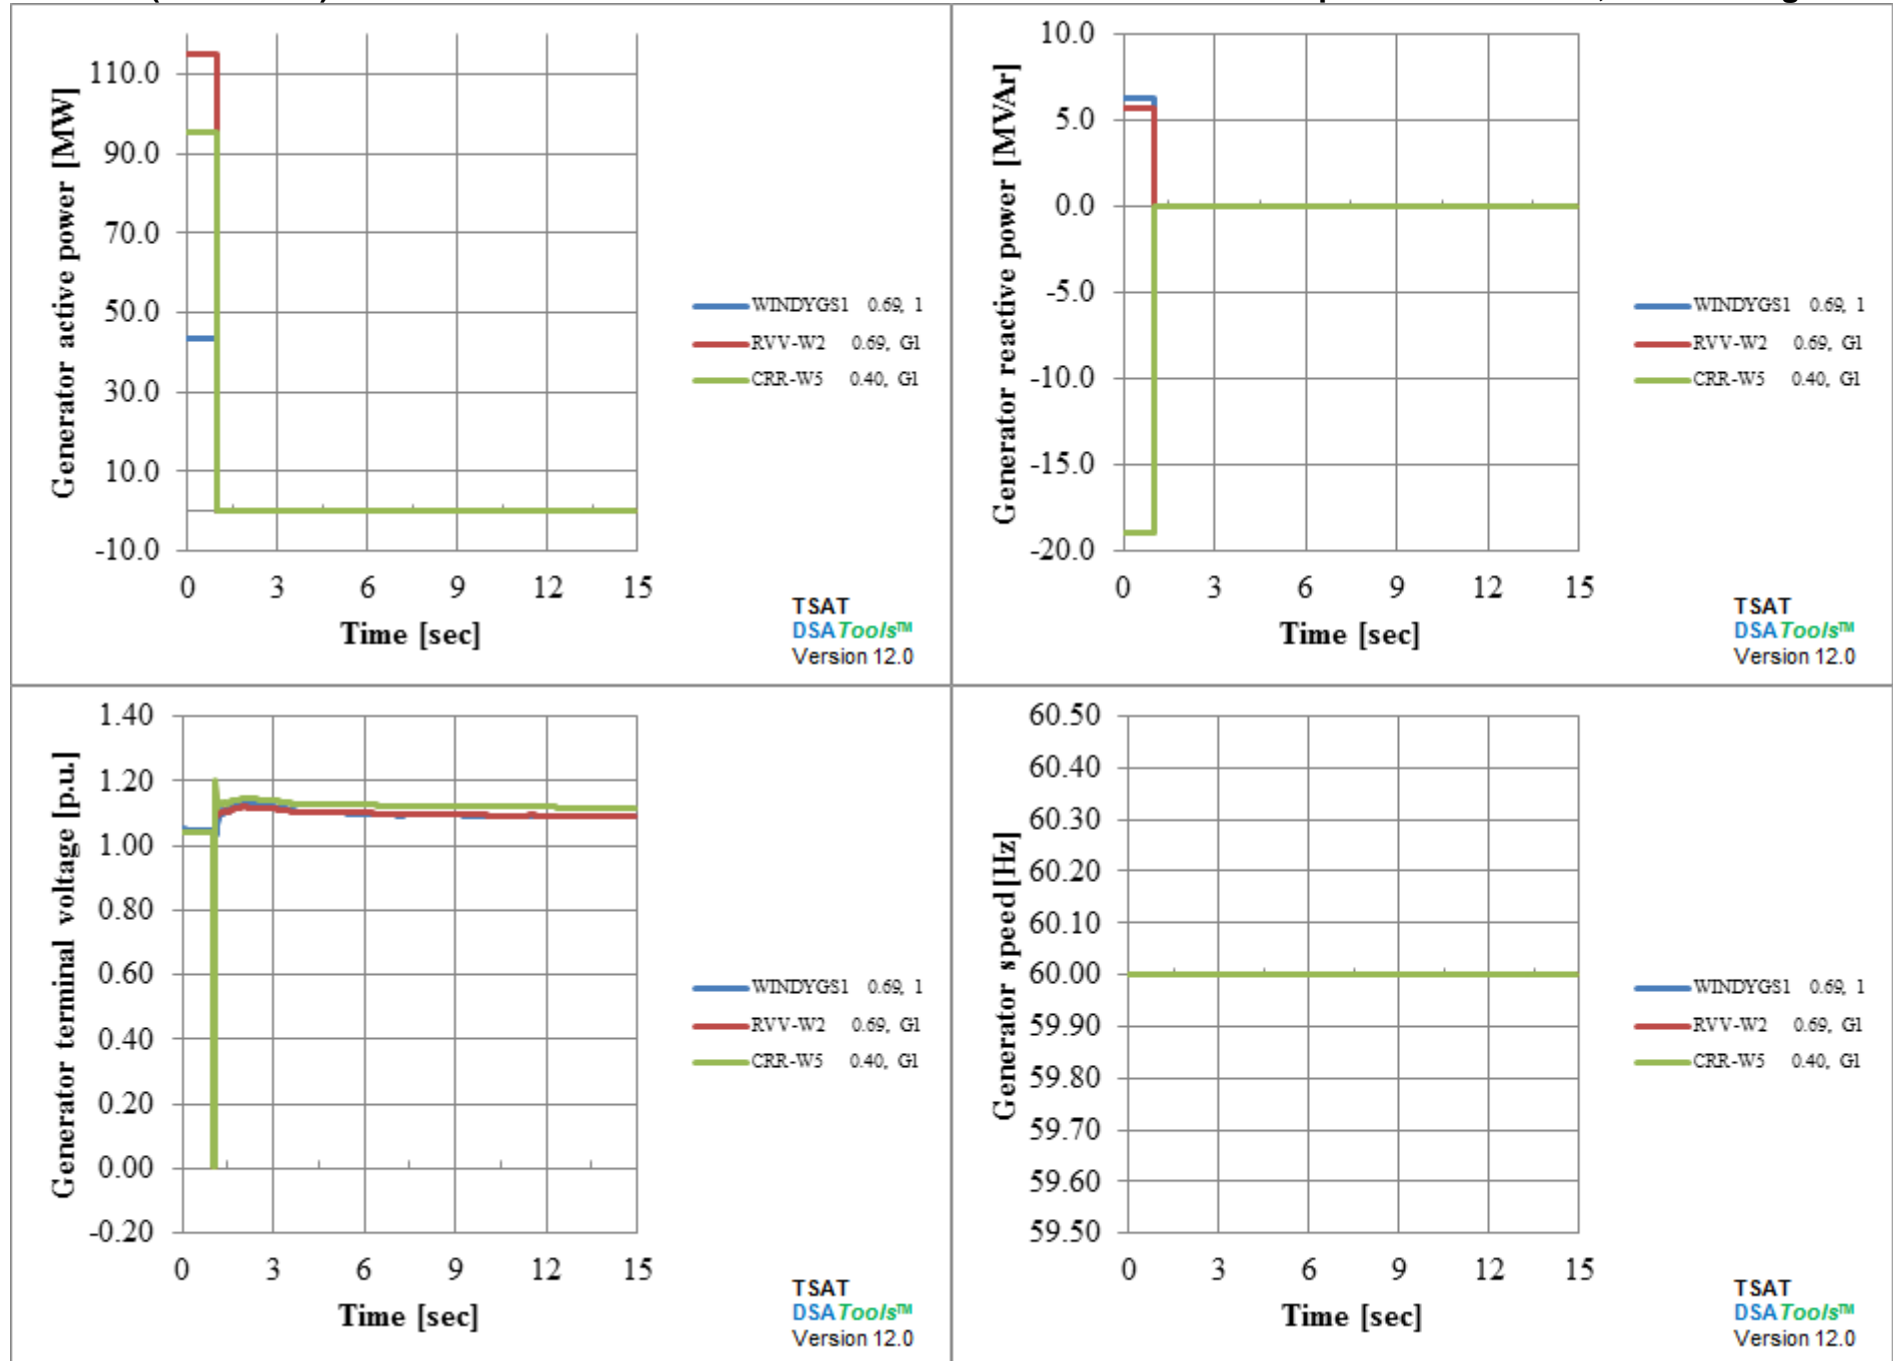 Generator active power [MW]
110.0
90.0
70.0
50.0
30.0
10.0
-10.0
0 3 6 9 12 15
Time [sec]
WINDYGS1 0.69, 1
RVV-W2 0.69, G1
CRR-W5 0.40, G1
TSAT
DSATools™
Version 12.0
Generator reactive power [MVAr]
10.0
5.0
0.0
-5.0
-10.0
-15.0
-20.0
0 3 6 9 12 15
Time [sec]
WINDYGS1 0.69, 1
RVV-W2 0.69, G1
CRR-W5 0.40, G1
TSAT
DSATools™
Version 12.0
Generator terminal voltage [p.u.]
1.40
1.20
1.00
0.80
0.60
0.40
0.20
0.00
-0.20
0 3 6 9 12 15
Time [sec]
WINDYGS1 0.69, 1
RVV-W2 0.69, G1
CRR-W5 0.40, G1
TSAT
DSATools™
Version 12.0
Generator speed[Hz]
60.50
60.40
60.30
60.20
60.10
60.00
59.90
59.80
59.70
59.60
59.50
0 3 6 9 12 15
Time [sec]
WINDYGS1 0.69, 1
RVV-W2 0.69, G1
CRR-W5 0.40, G1
TSAT
DSATools™
Version 12.0